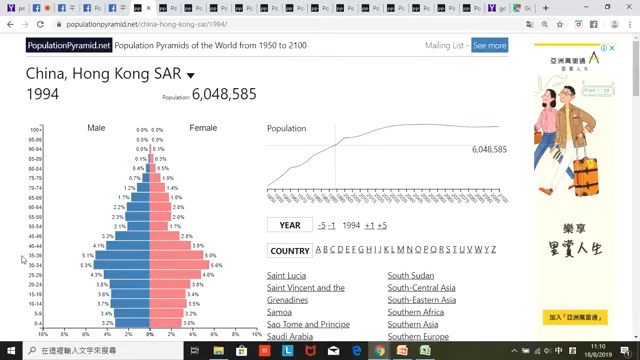 populationpyramid.net/china-hong-kong-sar/1994/
PopulationPyramid.net
Population Pyramids of the World from 1950 to 2100
Mailing List - See more
China, Hong Kong SAR
1994
Population: 6,048,585
Male
Female
100+ 0.0% 0.0%
95-99 0.0% 0.0%
90-94 0.0% 0.1%
85-89 0.1% 0.3%
80-84 0.4% 0.5%
75-79 0.7% 1.0%
70-74 1.2% 1.4%
65-69 1.7% 1.8%
60-64 2.2% 2.0%
55-59 2.3% 2.0%
50-54 2.1% 1.7%
45-49 3.2% 2.8%
40-44 4.1% 3.8%
35-39 5.1% 5.0%
30-34 5.3% 5.6%
25-29 4.3% 4.8%
20-24 3.8% 3.8%
15-19 3.6% 3.4%
10-14 3.7% 3.5%
5-9 3.4%
0-4 3.2%
10% 8% 6% 4% 2% 0% 2% 4% 6% 8% 10%
Population
6,048,585
YEAR -5 -1 1994 +1 +5
COUNTRY A B C D E F G H I J K L M N O P Q R S T U V W Y Z
Saint Lucia
Saint Vincent and the
Grenadines
Samoa
Sao Tome and Principe
Saudi Arabia
South Sudan
South-Central Asia
South-Eastern Asia
Southern Africa
Southern Asia
Southern Europe
亞洲萬里通
里賞人生
樂享
里賞人生
加入「亞洲萬里通」
在這裡輸入文字來搜尋
11:10
18/8/2019